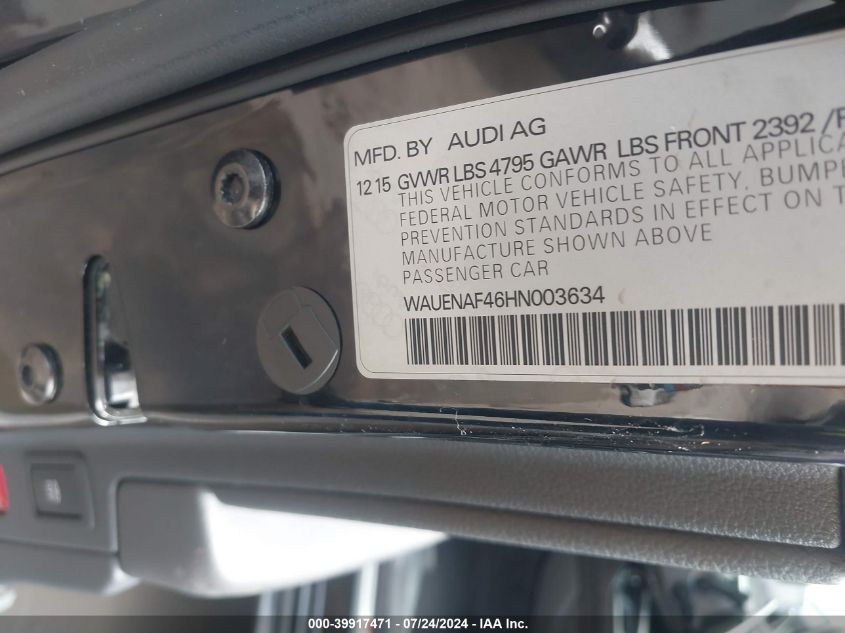 MFD. BY AUDI AG
12 15 GVWR LBS 4795 GAWR LBS FRONT 2392 /
THIS VEHICLE CONFORMS TO ALL
FEDERAL MOTOR VEHICLE SAFETY,
PREVENTION STANDARDS IN EFFECT ON
MANUFACTURE SHOWN ABOVE
PASSENGER CAR
WAUENAF46HN003634
000-39917471 - 07/24/2024 - IAA Inc.